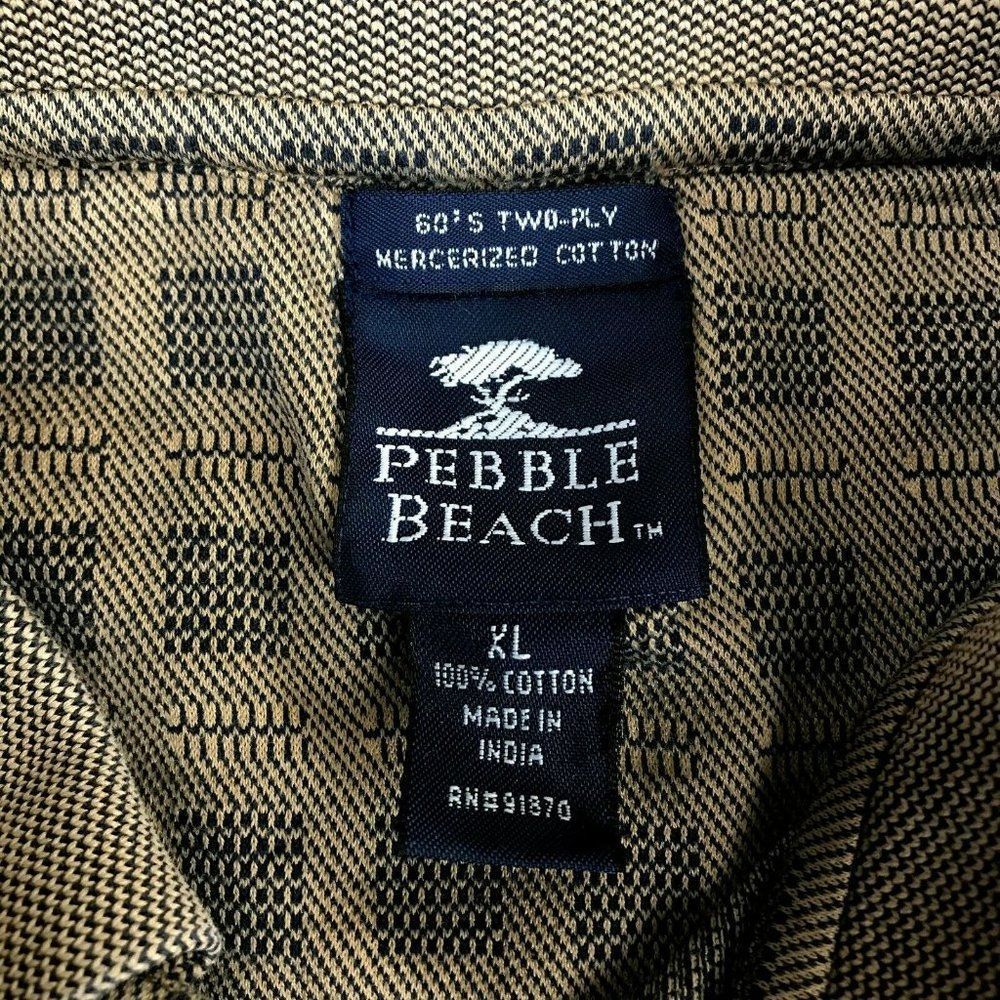 60'S TWO-PLY
MERCERIZED COTTON
PEBBLE
BEACH™
XL
100% COTTON
MADE IN
INDIA
RN#91870